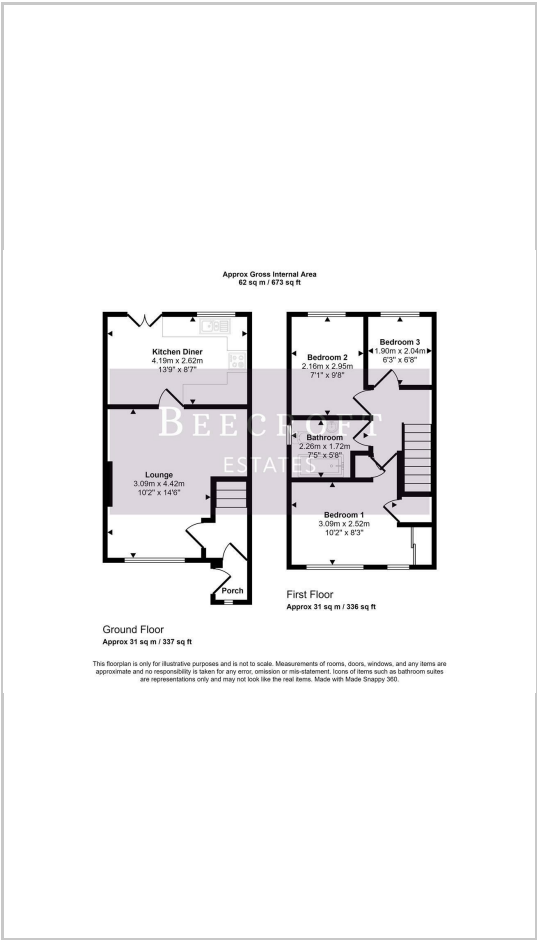 Approx Gross Internal Area
62 sq m / 673 sq ft
Kitchen Diner
4.19m x 2.62m
13'9" x 8'7"
Lounge
3.09m x 4.42m
10'2" x 14'6"
Porch
Bedroom 2
2.16m x 2.95m
7'1" x 9'8"
Bedroom 3
1.90m x 2.04m
6'3" x 6'8"
Bathroom
2.26m x 1.72m
7'5" x 5'8"
Bedroom 1
3.09m x 2.52m
10'2" x 8'3"
BEECROFT
ESTATES
Ground Floor
Approx 31 sq m / 337 sq ft
First Floor
Approx 31 sq m / 336 sq ft
This floorplan is only for illustrative purposes and is not to scale. Measurements of rooms, doors, windows, and any items are
approximate and no responsibility is taken for any error, omission or mis-statement. Icons of items such as bathroom suites
are representations only and may not look like the real items. Made with Made Snappy 360.